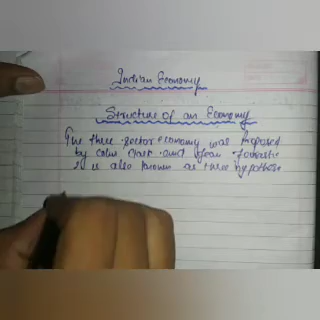 Indian Economy
Structure of an Economy
The three sector economy was Proposed
by Colin Clark and Jean Fourastie
It is also known as three hypothesis